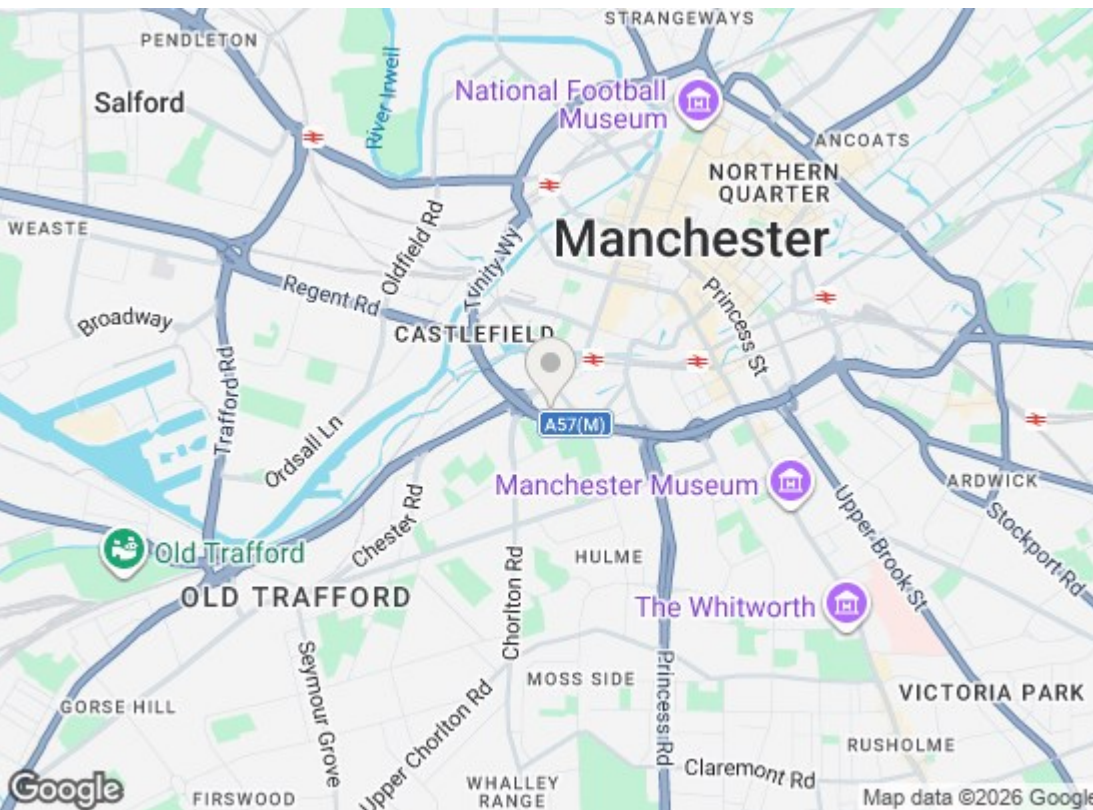 STRANGEWAYS
PENDLETON
Salford
River Irwell
National Football
Museum
ANCOATS
NORTHERN
QUARTER
WEASTE
Oldfield Rd
Trinity Wy
Manchester
Regent Rd
Princess St
Broadway
CASTLEFIELD
Trafford Rd
A57(M)
Ordsall Ln
Manchester Museum
ARDWICK
Chester Rd
Upper Brook St
Stockport Rd
Old Trafford
HULME
OLD TRAFFORD
The Whitworth
Chorlton Rd
Seymour Grove
MOSS SIDE
Princess Rd
VICTORIA PARK
GORSE HILL
Upper Chorlton Rd
RUSHOLME
Claremont Rd
Google
FIRSWOOD
WHALLEY
RANGE
Map data ©2026 Google